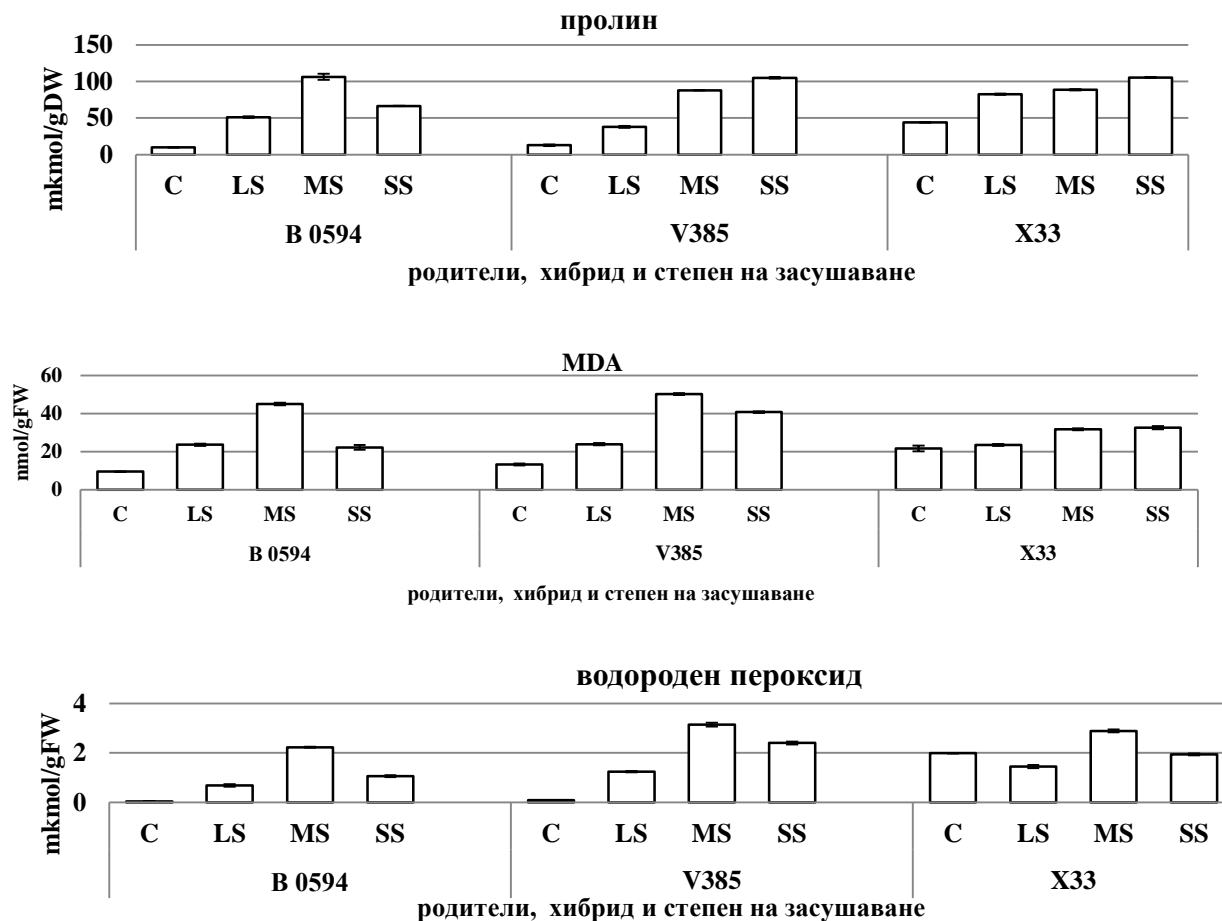 пролин
mkmol/gDW
150
100
50
0
C LS MS SS C LS MS SS C LS MS SS
B 0594 V385 X33
родители, хибрид и степен на засушаване
MDA
nmol/gFW
60
40
20
0
C LS MS SS C LS MS SS C LS MS SS
B 0594 V385 X33
родители, хибрид и степен на засушаване
водороден пероксид
mkmol/gFW
4
2
0
C LS MS SS C LS MS SS C LS MS SS
B 0594 V385 X33
родители, хибрид и степен на засушаване